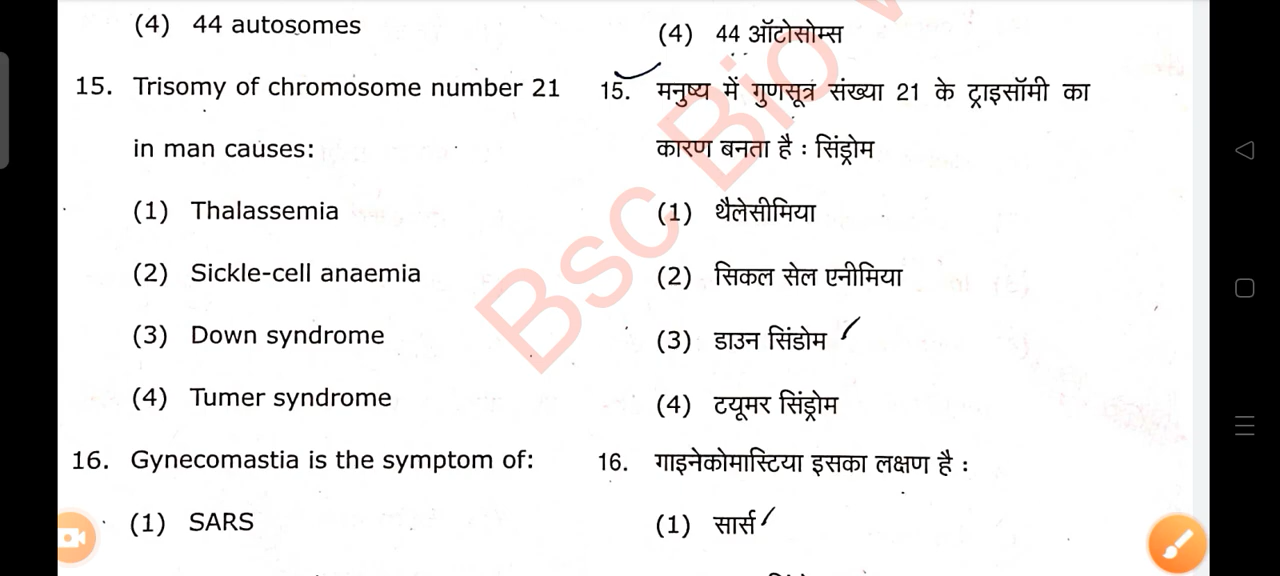 (4) 44 autosomes
15. Trisomy of chromosome number 21
in man causes:
(1) Thalassemia
(2) Sickle-cell anaemia
(3) Down syndrome
(4) Tumer syndrome
16. Gynecomastia is the symptom of:
(1) SARS
(4) 44 ऑटोसोम्स
15. मनुष्य में गुणसूत्र संख्या 21 के ट्राइसॉमी का
कारण बनता है : सिंड्रोम
(1) थैलेसीमिया
(2) सिकल सेल एनीमिया
(3) डाउन सिंडोम
(4) टयूमर सिंड्रोम
16. गाइनेकोमास्टिया इसका लक्षण है :
(1) सार्स
Bsc Bio